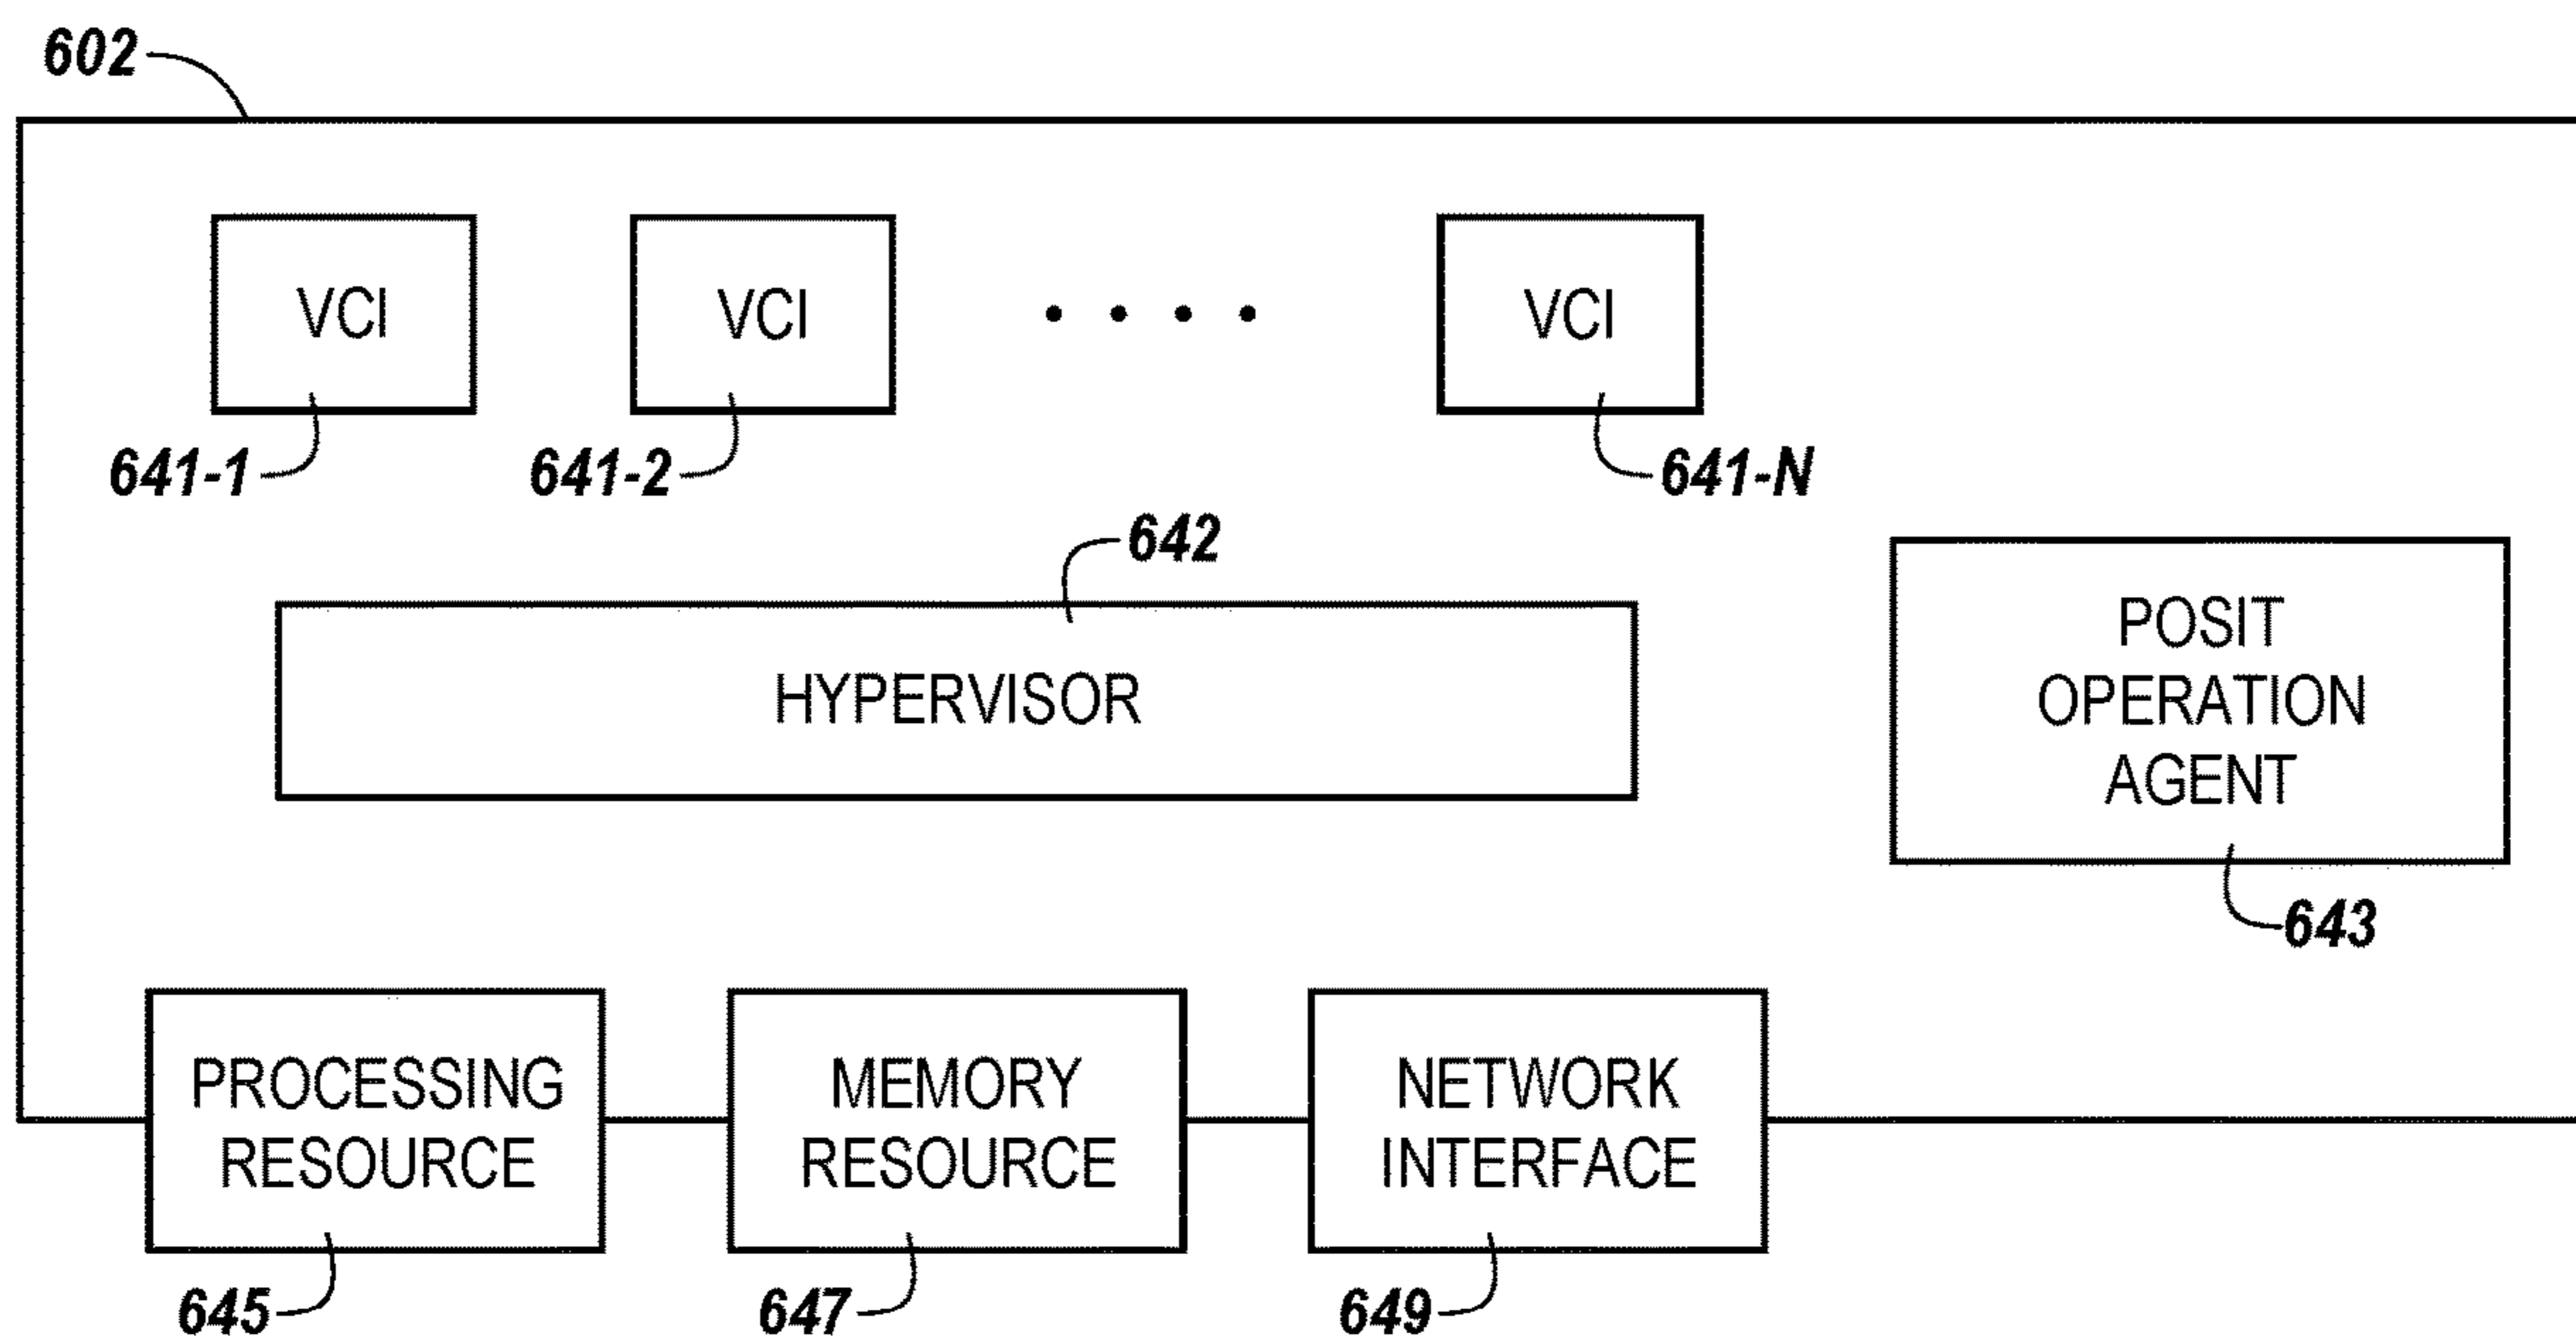 602
VCI
VCI
VCI
641-1
641-2
641-N
642
HYPERVISOR
POSIT
OPERATION
AGENT
643
PROCESSING
RESOURCE
MEMORY
RESOURCE
NETWORK
INTERFACE
645
647
649